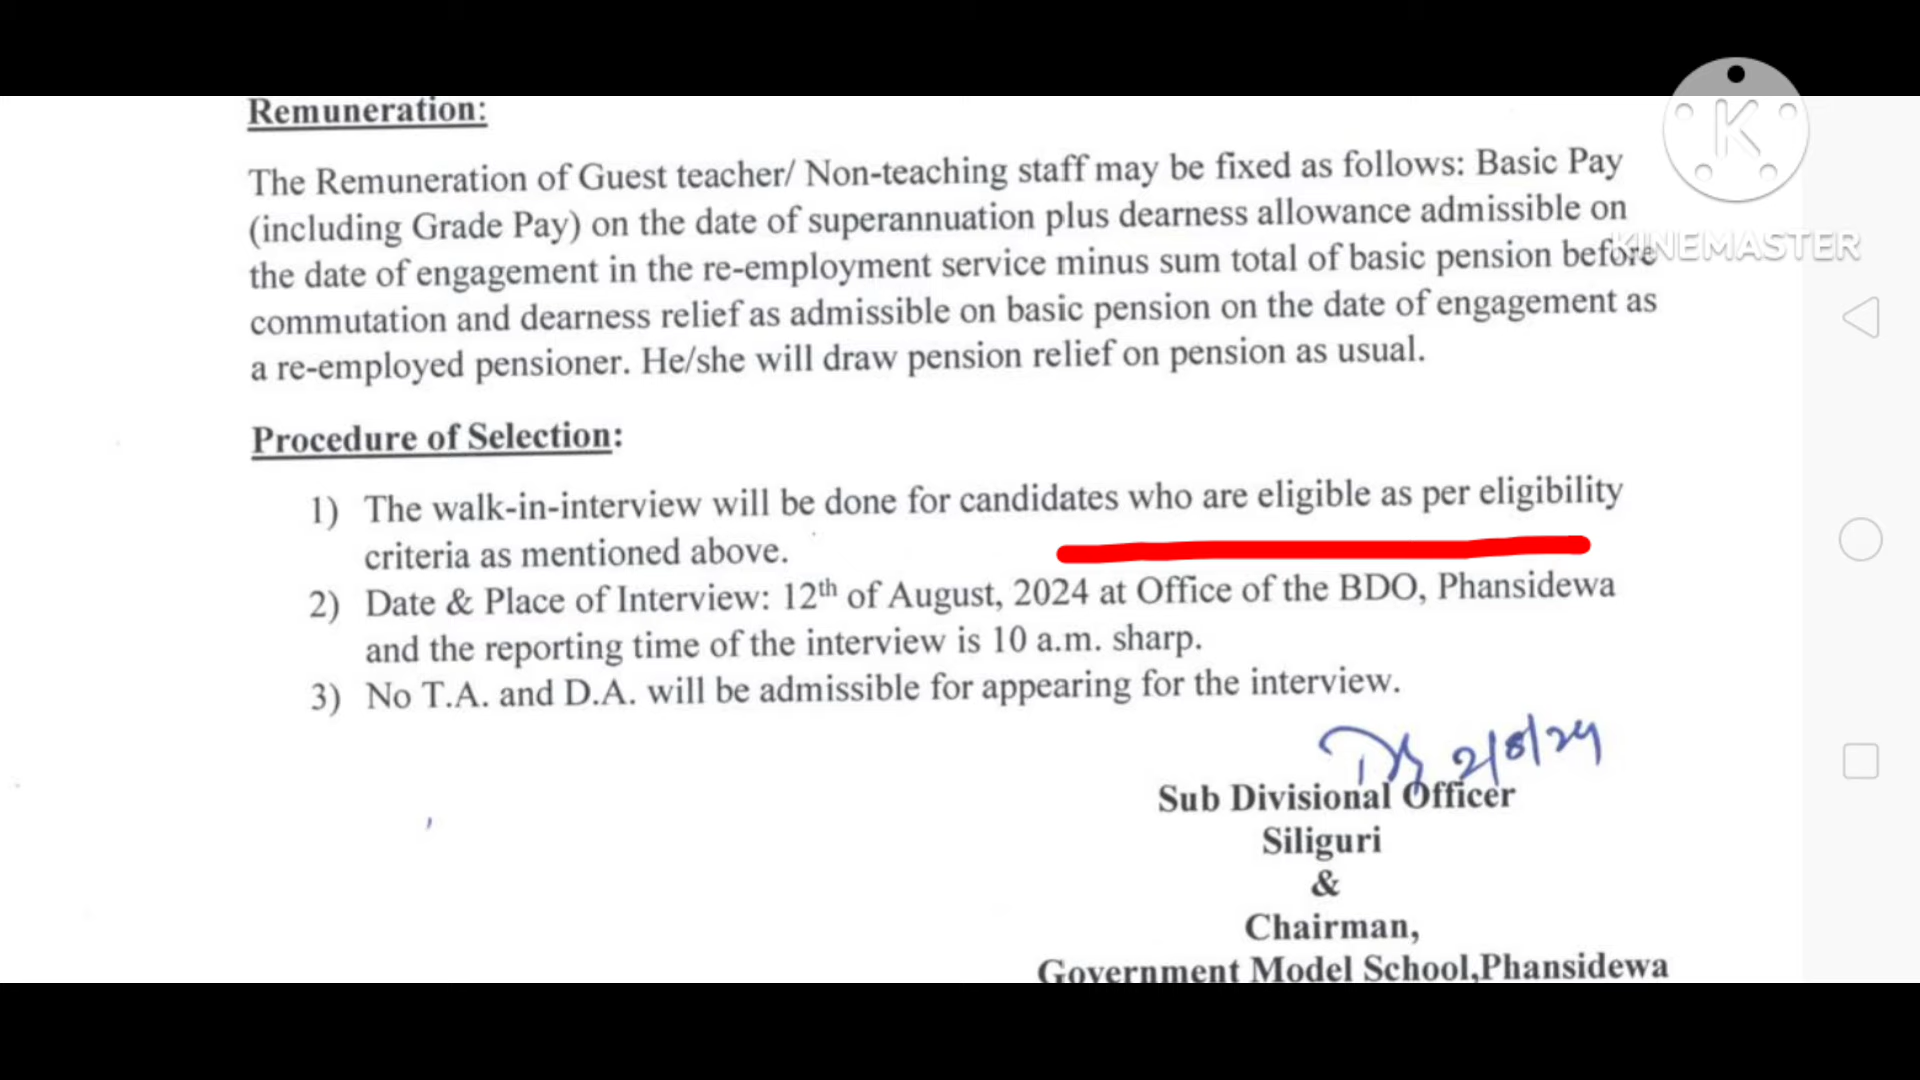 Remuneration:
The Remuneration of Guest teacher/ Non-teaching staff may be fixed as follows: Basic Pay
(including Grade Pay) on the date of superannuation plus dearness allowance admissible on
the date of engagement in the re-employment service minus sum total of basic pension before
commutation and dearness relief as admissible on basic pension on the date of engagement as
a re-employed pensioner. He/she will draw pension relief on pension as usual.
Procedure of Selection:
1) The walk-in-interview will be done for candidates who are eligible as per eligibility
criteria as mentioned above.
2) Date & Place of Interview: 12th of August, 2024 at Office of the BDO, Phansidewa
and the reporting time of the interview is 10 a.m. sharp.
3) No T.A. and D.A. will be admissible for appearing for the interview.
2/8/24
Sub Divisional Officer
Siliguri
&
Chairman,
Government Model School,Phansidewa
K
KINEMASTER